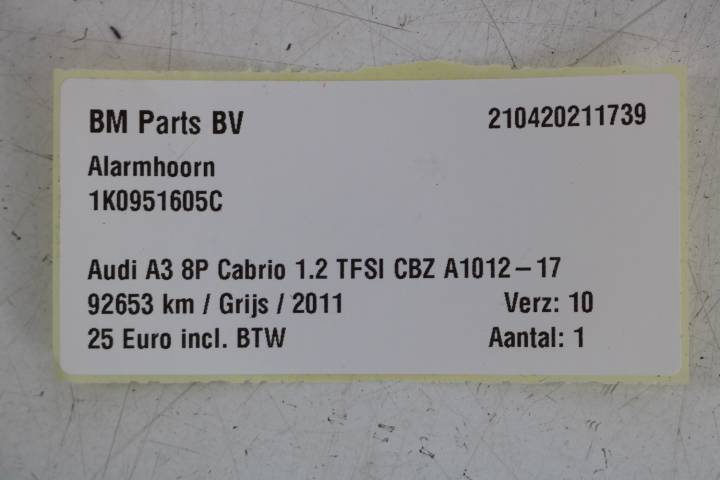 BM Parts BV 210420211739
Alarmhoorn
1K0951605C
Audi A3 8P Cabrio 1.2 TFSI CBZ A1012-17
92653 km / Grijs / 2011 Verz: 10
25 Euro incl. BTW Aantal: 1